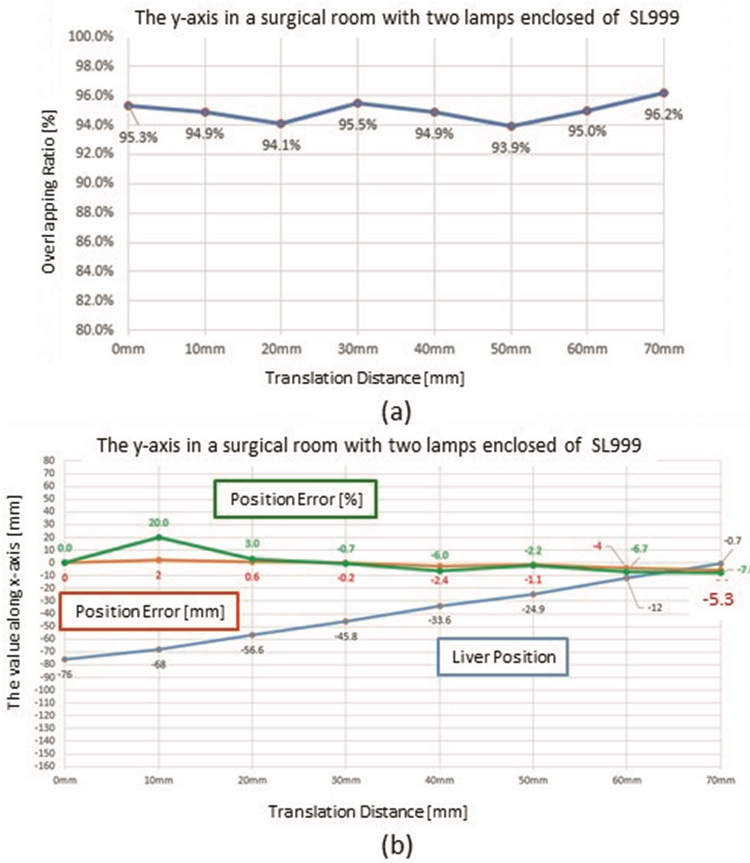 The y-axis in a surgical room with two lamps enclosed of SL999
100.0%
98.0%
96.0%
94.0%
92.0%
90.0%
88.0%
86.0%
84.0%
82.0%
80.0%
Overlapping Ratio [%]
95.3%
94.9%
94.1%
95.5%
94.9%
93.9%
95.0%
96.2%
0mm 10mm 20mm 30mm 40mm 50mm 60mm 70mm
Translation Distance [mm]
(a)
The y-axis in a surgical room with two lamps enclosed of SL999
80
70
60
50
40
30
20
10
0
-10
-20
-30
-40
-50
-60
-70
-80
-90
-100
-110
-120
-130
-140
-150
-160
The value along x-axis [mm]
Position Error [%]
0.0 20.0 3.0 -0.7 -6.0 -2.2 -6.7
0 2 0.6 -0.2 -2.4 -1.1 -4 -5.3
Position Error [mm]
-76 -68 -56.6 -45.8 -33.6 -24.9 -12 -0.7
Liver Position
0mm 10mm 20mm 30mm 40mm 50mm 60mm 70mm
Translation Distance [mm]
(b)